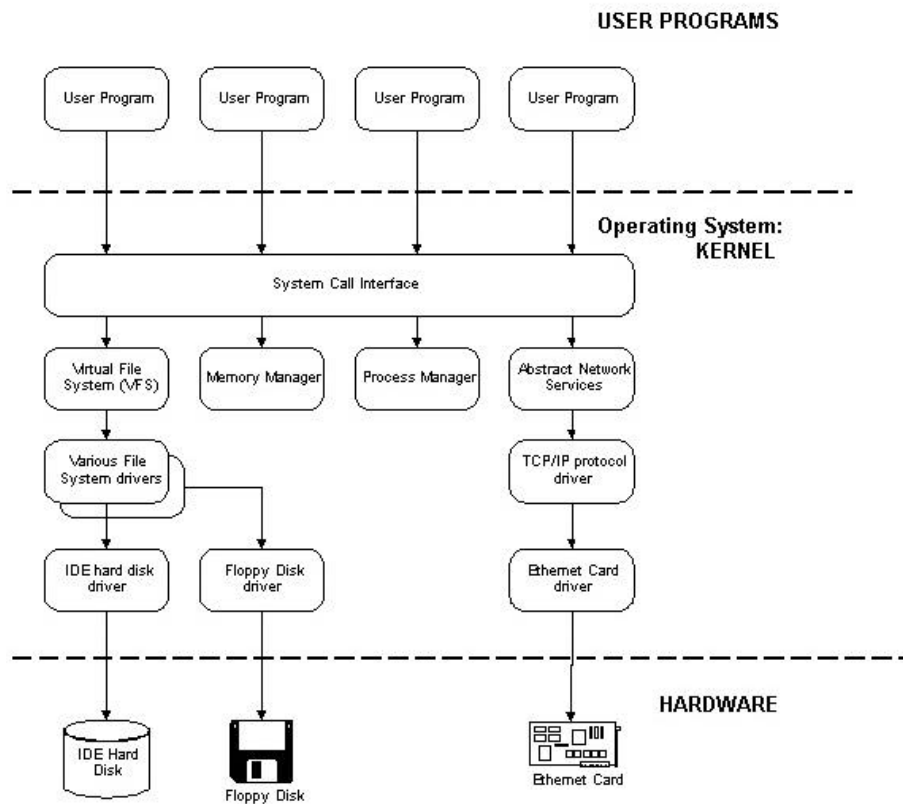 USER PROGRAMS
User Program
User Program
User Program
User Program
Operating System:
KERNEL
System Call Interface
Virtual File
System (VFS)
Memory Manager
Process Manager
Abstract Network
Services
Various File
System drivers
TCP/IP protocol
driver
IDE hard disk
driver
Floppy Disk
driver
Ethernet Card
driver
HARDWARE
IDE Hard
Disk
Floppy Disk
Ethernet Card